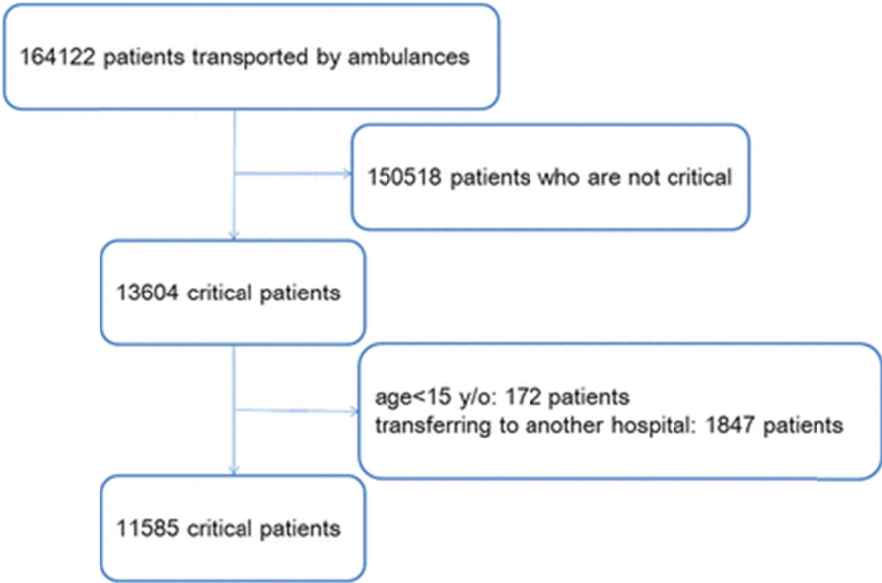 164122 patients transported by ambulances
150518 patients who are not critical
13604 critical patients
age<15 y/o: 172 patients
transferring to another hospital: 1847 patients
11585 critical patients